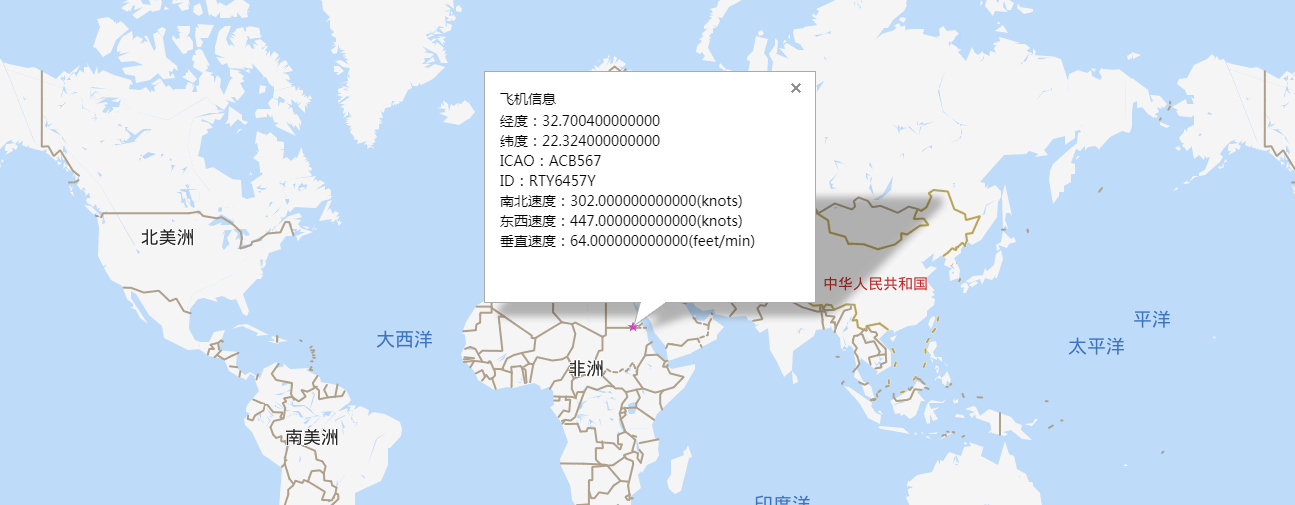 飞机信息
经度：32.700400000000
纬度：22.324000000000
ICAO：ACB567
ID：RTY6457Y
南北速度：302.000000000000(knots)
东西速度：447.000000000000(knots)
垂直速度：64.000000000000(feet/min)
北美洲
中华人民共和国
大西洋
平洋
太平洋
非洲
南美洲
印度洋